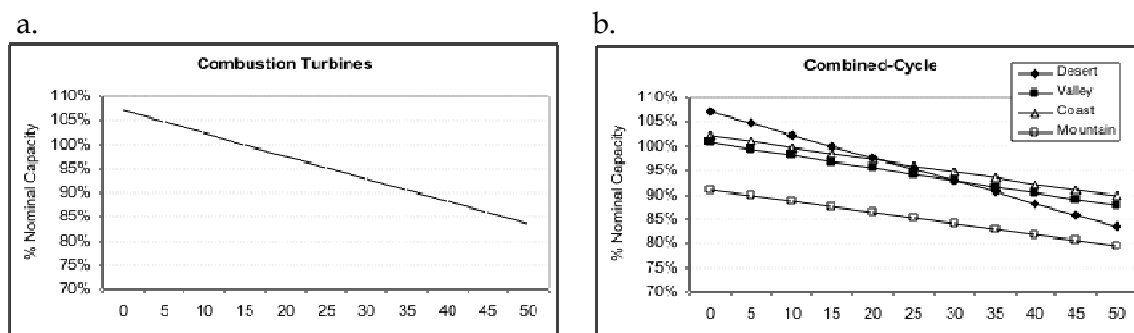 a.
Combustion Turbines
% Nominal Capacity
110%
105%
100%
95%
90%
85%
80%
75%
70%
0 5 10 15 20 25 30 35 40 45 50
b.
Combined-Cycle
Desert
Valley
Coast
Mountain
% Nominal Capacity
110%
105%
100%
95%
90%
85%
80%
75%
70%
0 5 10 15 20 25 30 35 40 45 50